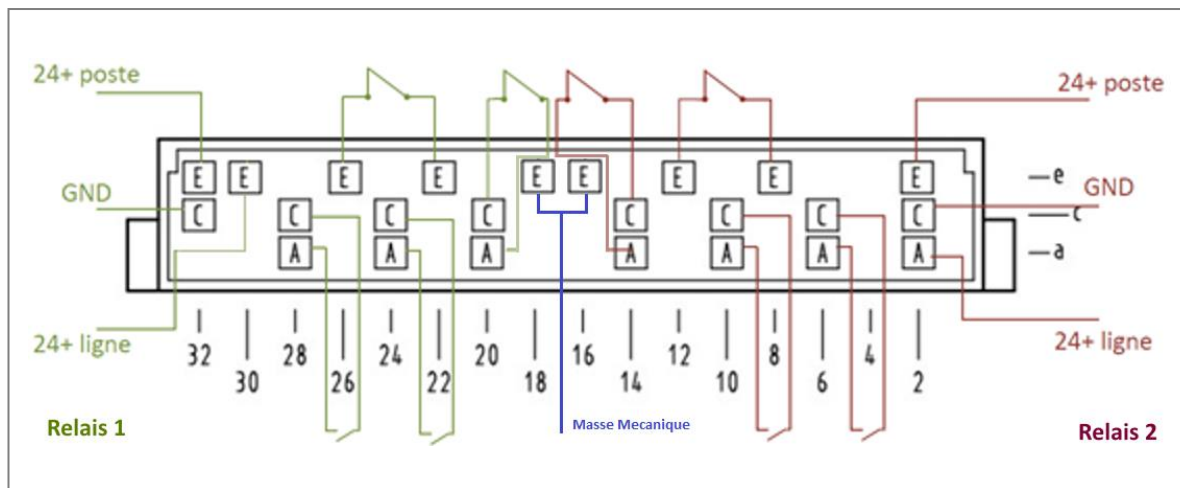 24+ poste
24+ poste
E E E E E E E E E
—e
GND
GND
C C C C C C C
—c
A A A A A A A
—a
24+ ligne
24+ ligne
32 28 24 20 16 12 8 4
30 26 22 18 14 10 6 2
Relais 1
Masse Mecanique
Relais 2